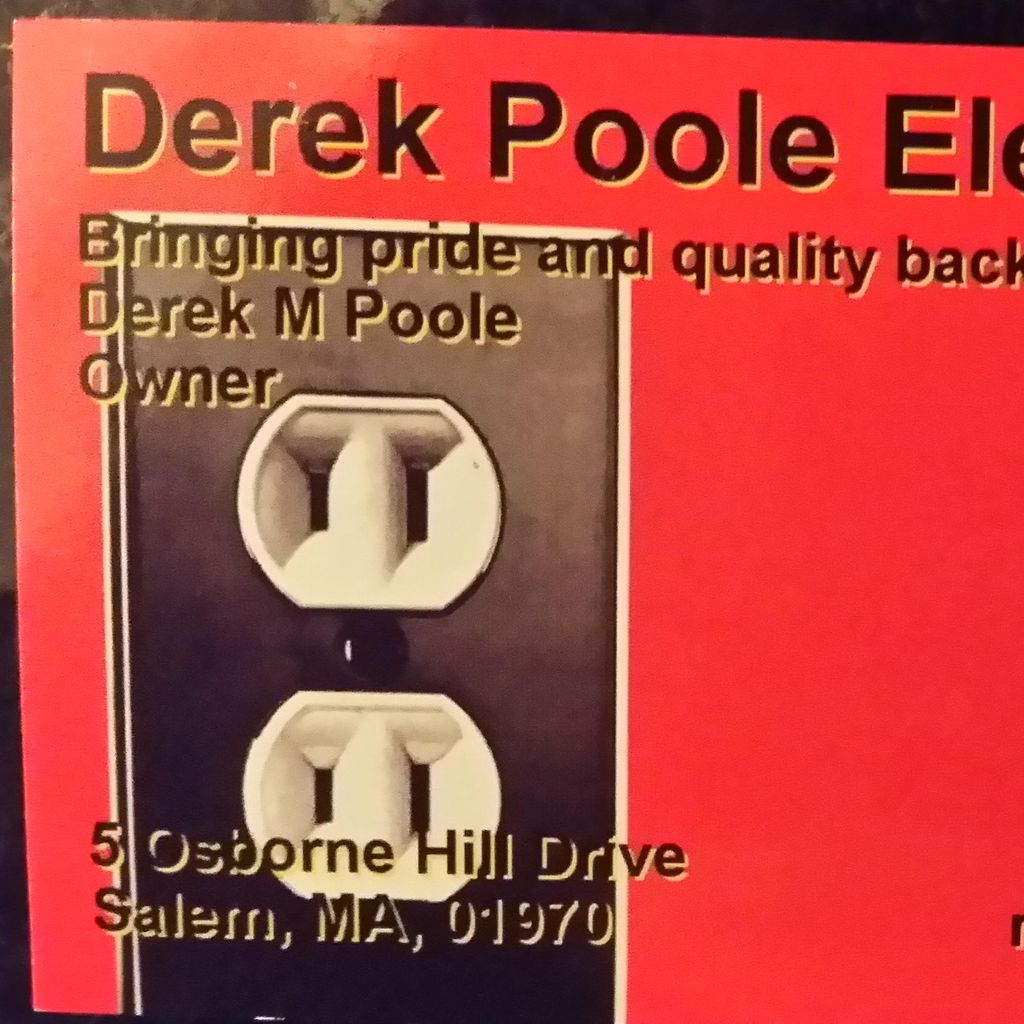 Derek Poole Ele
Bringing pride and quality back
Derek M Poole
Owner
5 Osborne Hill Drive
Salem, MA, 01970